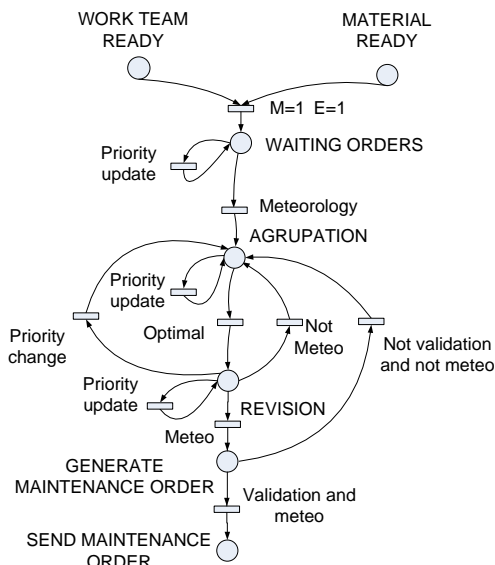 WORK TEAM
READY
MATERIAL
READY
M=1 E=1
WAITING ORDERS
Priority
update
Meteorology
AGRUPATION
Priority
update
Optimal
Not
Meteo
Priority
change
Not validation
and not meteo
Priority
update
REVISION
Meteo
GENERATE
MAINTENANCE ORDER
Validation and
meteo
SEND MAINTENANCE
ORDER